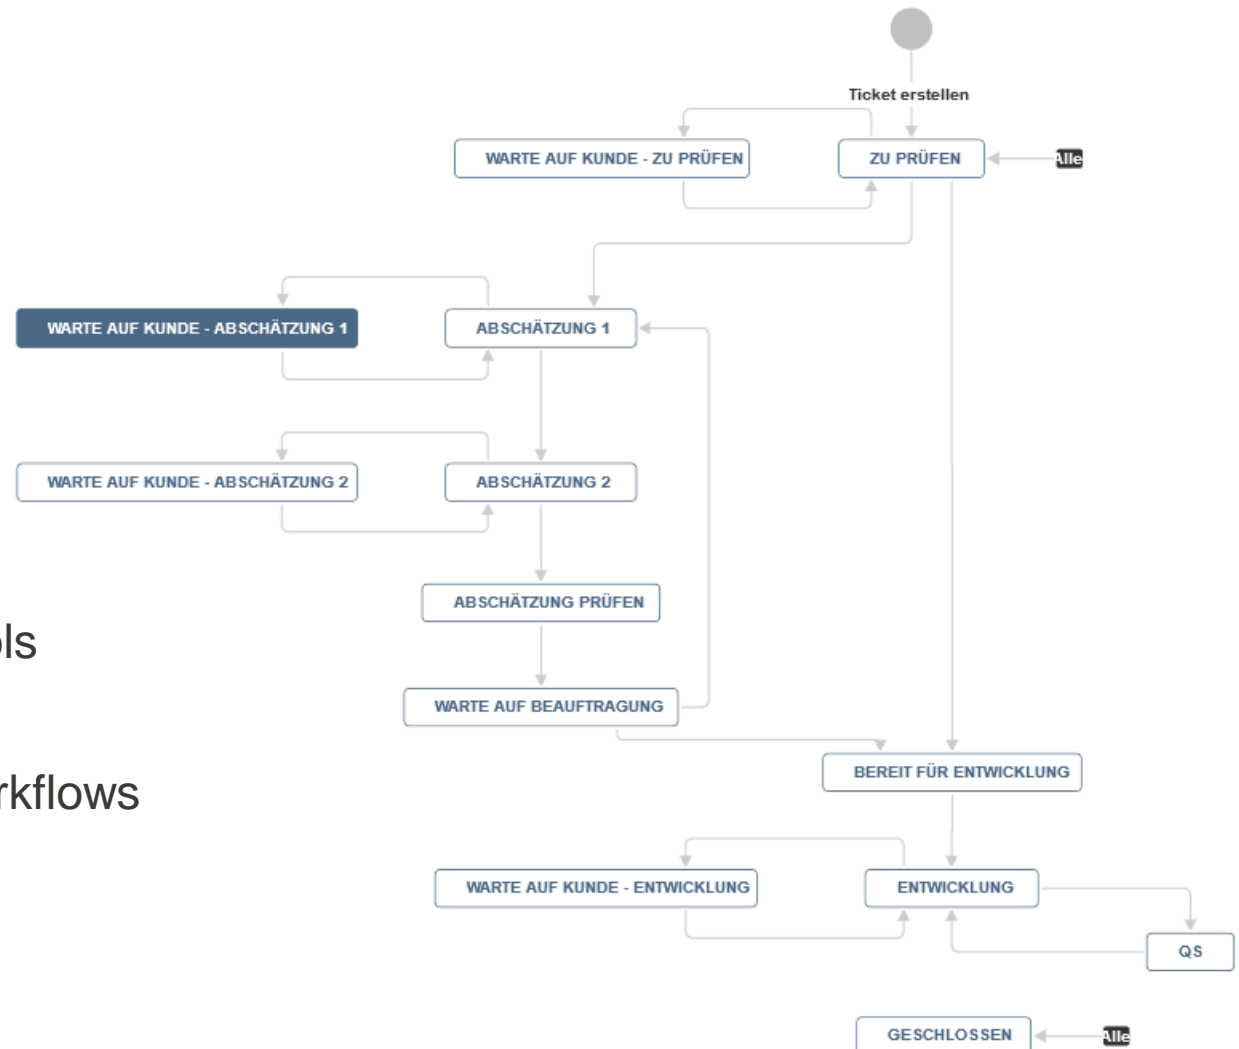 Ticket erstellen
WARTE AUF KUNDE - ZU PRÜFEN
ZU PRÜFEN
Alle
WARTE AUF KUNDE - ABSCHÄTZUNG 1
ABSCHÄTZUNG 1
WARTE AUF KUNDE - ABSCHÄTZUNG 2
ABSCHÄTZUNG 2
ABSCHÄTZUNG PRÜFEN
ols
WARTE AUF BEAUFTRAGUNG
BEREIT FÜR ENTWICKLUNG
rkflows
WARTE AUF KUNDE - ENTWICKLUNG
ENTWICKLUNG
QS
GESCHLOSSEN
Alle